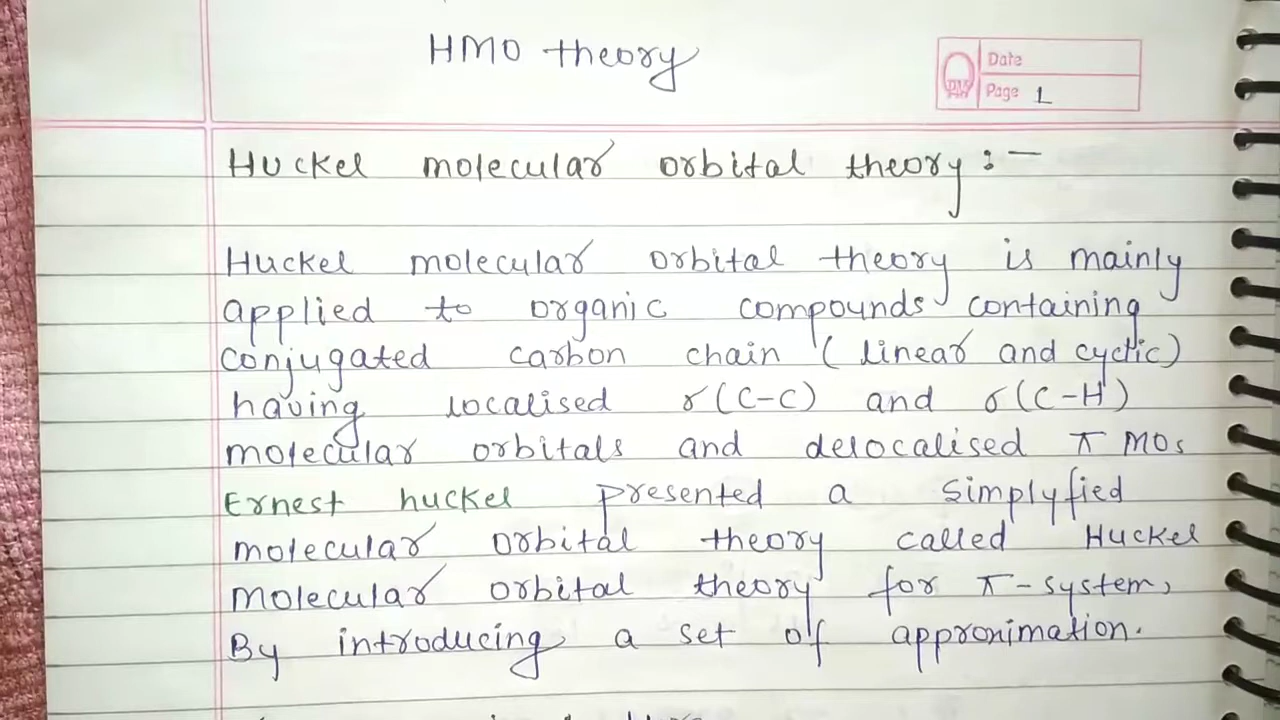 HMO theory
Date
Page 1
Huckel molecular orbital theory :-
Huckel molecular orbital theory is mainly
applied to organic compounds containing
conjugated carbon chain (linear and cyclic)
having localised σ(C-C) and σ(C-H)
molecular orbitals and delocalised π MOs
Ernest huckel presented a simplyfied
molecular orbital theory called Huckel
molecular orbital theory for π-system,
By introducing, a set of appronimation.